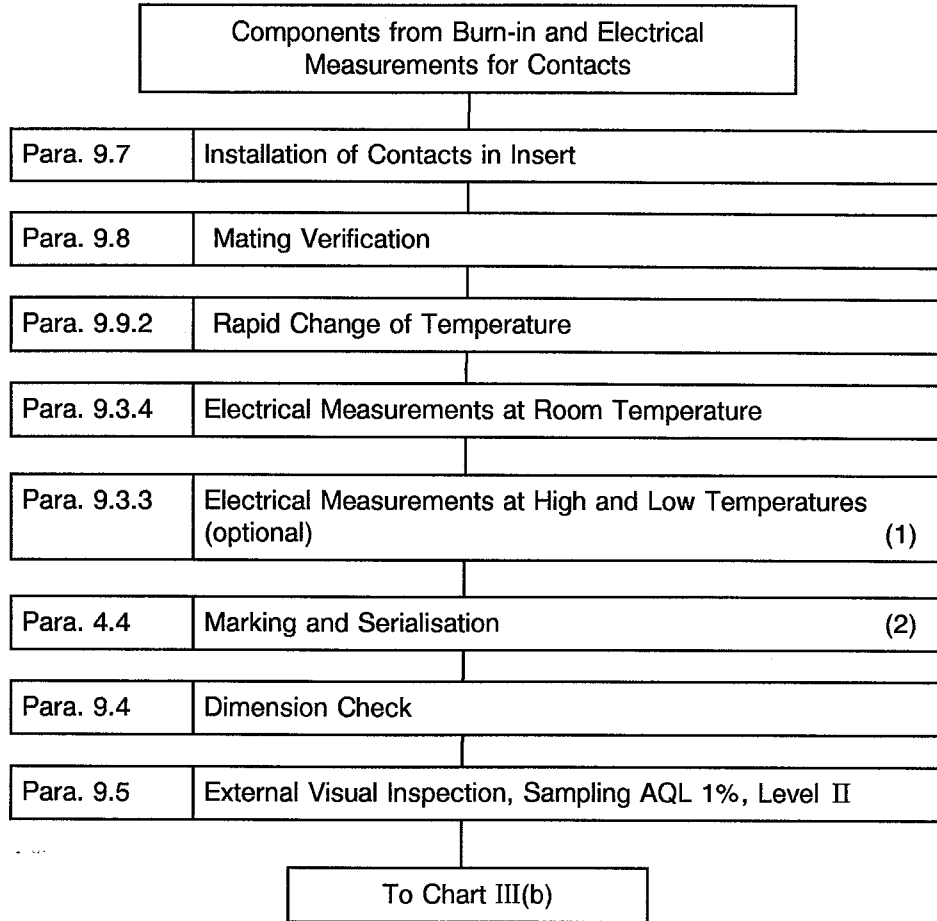 Components from Burn-in and Electrical
Measurements for Contacts
Para. 9.7 Installation of Contacts in Insert
Para. 9.8 Mating Verification
Para. 9.9.2 Rapid Change of Temperature
Para. 9.3.4 Electrical Measurements at Room Temperature
Para. 9.3.3 Electrical Measurements at High and Low Temperatures
(optional) (1)
Para. 4.4 Marking and Serialisation (2)
Para. 9.4 Dimension Check
Para. 9.5 External Visual Inspection, Sampling AQL 1%, Level II
To Chart III(b)